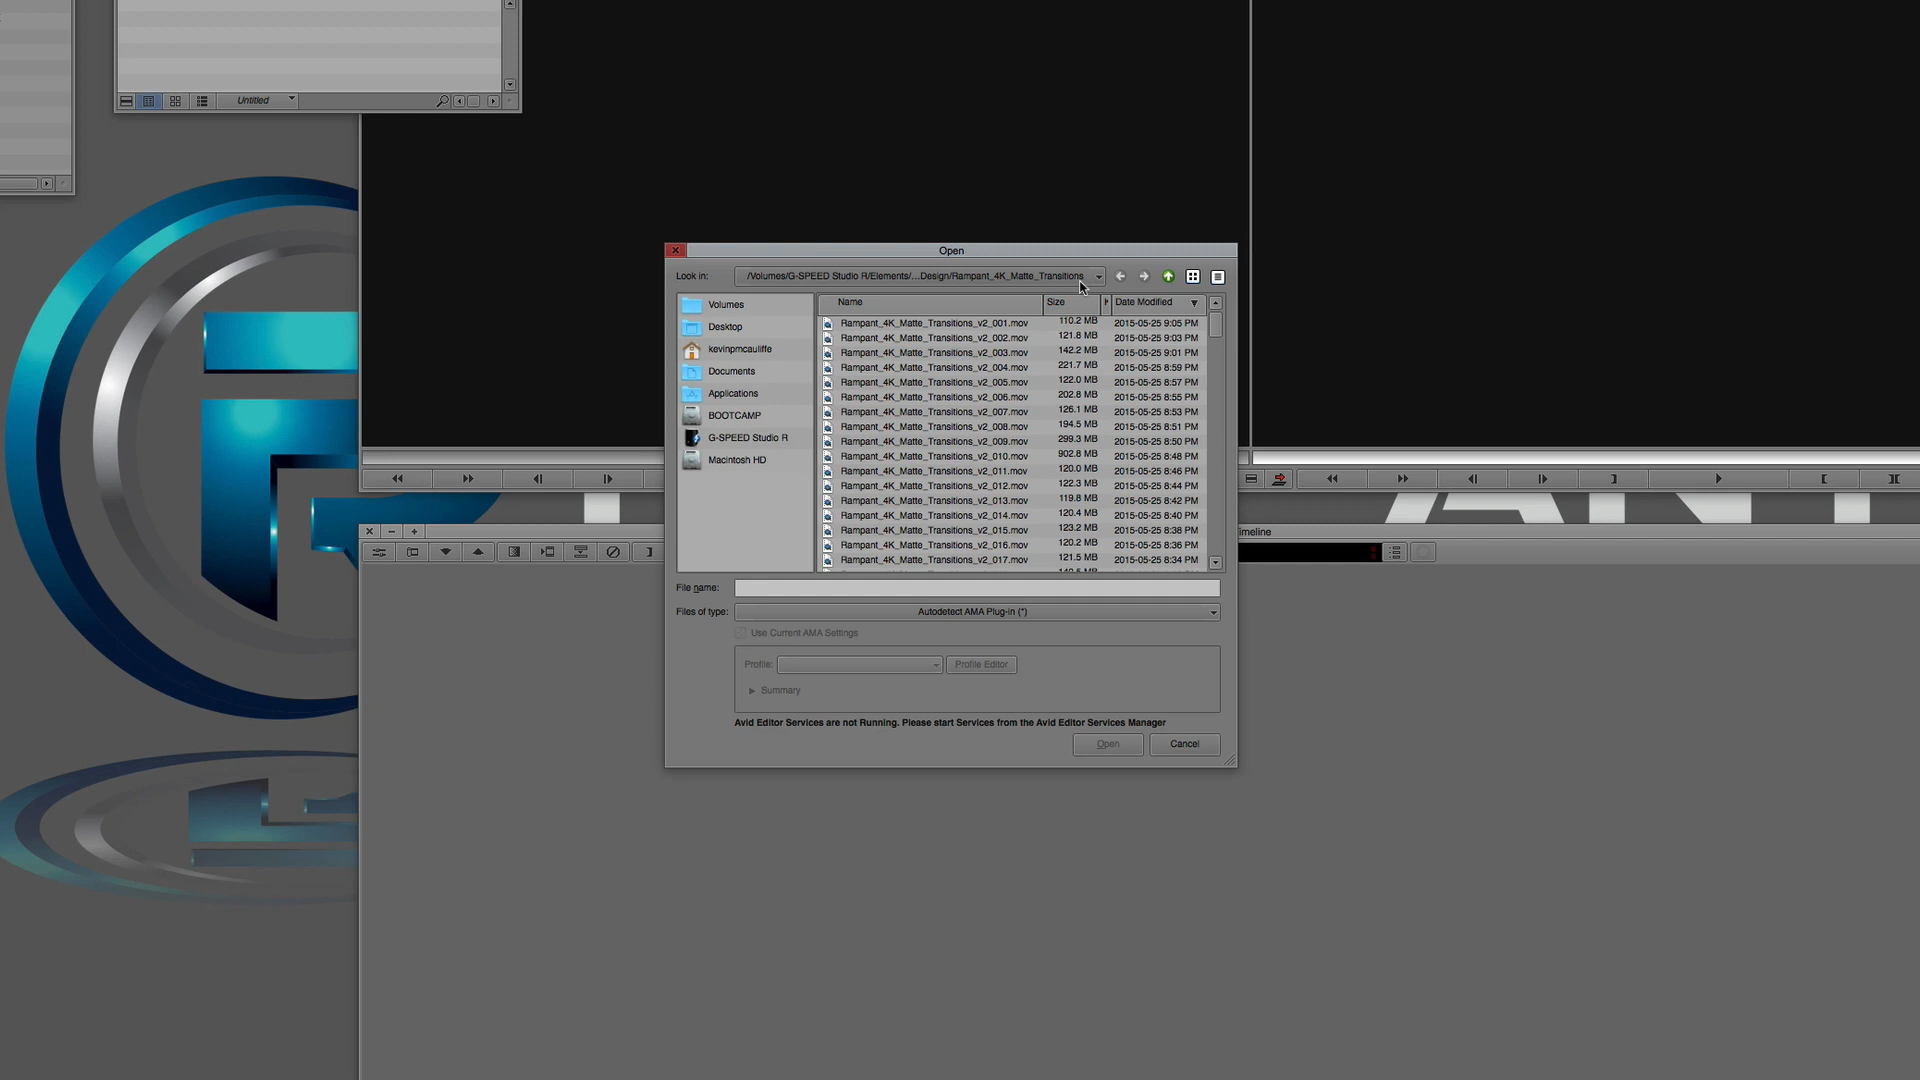 Untitled
Open
Look in: /Volumes/G-SPEED Studio R/Elements/...Design/Rampant_4K_Matte_Transitions
Volumes
Desktop
kevinpmcauliffe
Documents
Applications
BOOTCAMP
G-SPEED Studio R
Macintosh HD
Name Size Date Modified
Rampant_4K_Matte_Transitions_v2_001.mov 110.2 MB 2015-05-25 9:05 PM
Rampant_4K_Matte_Transitions_v2_002.mov 121.8 MB 2015-05-25 9:03 PM
Rampant_4K_Matte_Transitions_v2_003.mov 142.2 MB 2015-05-25 9:01 PM
Rampant_4K_Matte_Transitions_v2_004.mov 221.7 MB 2015-05-25 8:59 PM
Rampant_4K_Matte_Transitions_v2_005.mov 122.0 MB 2015-05-25 8:57 PM
Rampant_4K_Matte_Transitions_v2_006.mov 202.8 MB 2015-05-25 8:55 PM
Rampant_4K_Matte_Transitions_v2_007.mov 126.1 MB 2015-05-25 8:53 PM
Rampant_4K_Matte_Transitions_v2_008.mov 194.5 MB 2015-05-25 8:51 PM
Rampant_4K_Matte_Transitions_v2_009.mov 299.3 MB 2015-05-25 8:50 PM
Rampant_4K_Matte_Transitions_v2_010.mov 902.8 MB 2015-05-25 8:48 PM
Rampant_4K_Matte_Transitions_v2_011.mov 120.0 MB 2015-05-25 8:46 PM
Rampant_4K_Matte_Transitions_v2_012.mov 122.3 MB 2015-05-25 8:44 PM
Rampant_4K_Matte_Transitions_v2_013.mov 119.8 MB 2015-05-25 8:42 PM
Rampant_4K_Matte_Transitions_v2_014.mov 120.4 MB 2015-05-25 8:40 PM
Rampant_4K_Matte_Transitions_v2_015.mov 123.2 MB 2015-05-25 8:38 PM
Rampant_4K_Matte_Transitions_v2_016.mov 120.2 MB 2015-05-25 8:36 PM
Rampant_4K_Matte_Transitions_v2_017.mov 121.5 MB 2015-05-25 8:34 PM
imeline
File name:
Files of type: Autodetect AMA Plug-in (*)
Use Current AMA Settings
Profile: Profile Editor
Summary
Avid Editor Services are not Running. Please start Services from the Avid Editor Services Manager
Open Cancel